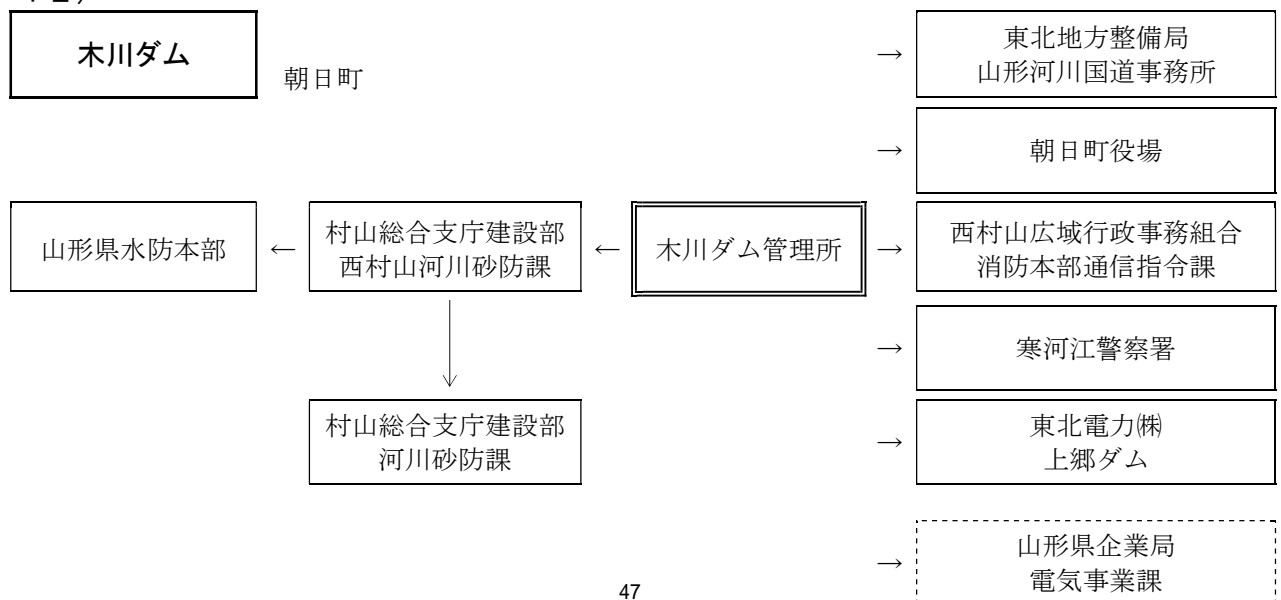 木川ダム
朝日町
→
東北地方整備局
山形河川国道事務所
→
朝日町役場
山形県水防本部
←
村山総合支庁建設部
西村山河川砂防課
←
木川ダム管理所
→
西村山広域行政事務組合
消防本部通信指令課
→
寒河江警察署
村山総合支庁建設部
河川砂防課
→
東北電力㈱
上郷ダム
→
山形県企業局
電気事業課
47